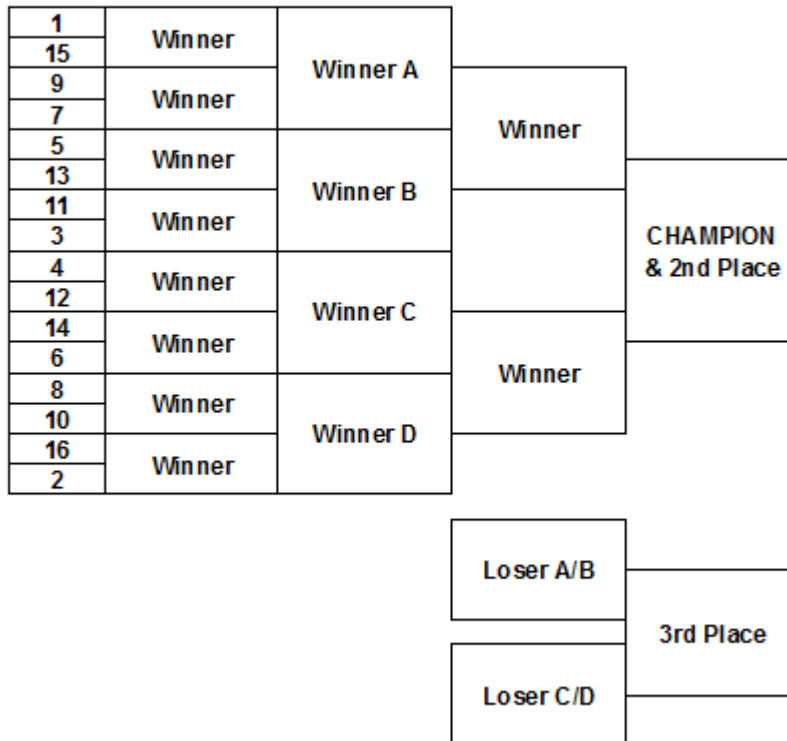 1
15
9
7
5
13
11
3
4
12
14
6
8
10
16
2
Winner
Winner
Winner
Winner
Winner
Winner
Winner
Winner
Winner A
Winner B
Winner C
Winner D
Winner
Winner
CHAMPION
& 2nd Place
Loser A/B
Loser C/D
3rd Place